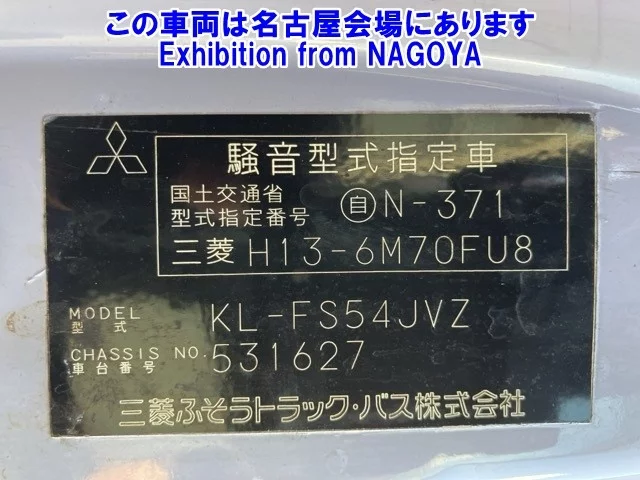 この車両は名古屋会場にあります
Exhibition from NAGOYA
騒音型式指定車
国土交通省
型式指定番号 自N-371
三菱 H13-6M70FU8
MODEL
型式 KL-FS54JVZ
CHASSIS NO.
車台番号 531627
三菱ふそうトラック・バス株式会社